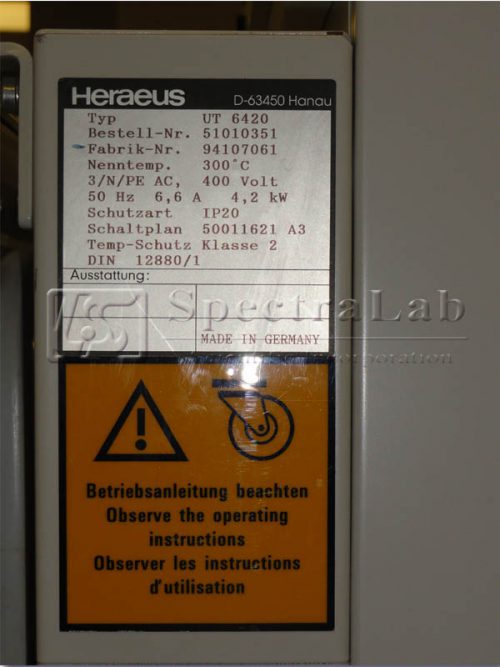 Heraeus D-63450 Hanau
Typ UT 6420
Bestell-Nr. 51010351
Fabrik-Nr. 94107061
Nenntemp. 300°C
3/N/PE AC, 400 Volt
50 Hz 6,6 A 4,2 kW
Schutzart IP20
Schaltplan 50011621 A3
Temp-Schutz Klasse 2
DIN 12880/1
Ausstattung:
SpectraLab
MADE IN GERMANY
Betriebsanleitung beachten
Observe the operating
instructions
Observer les instructions
d'utilisation